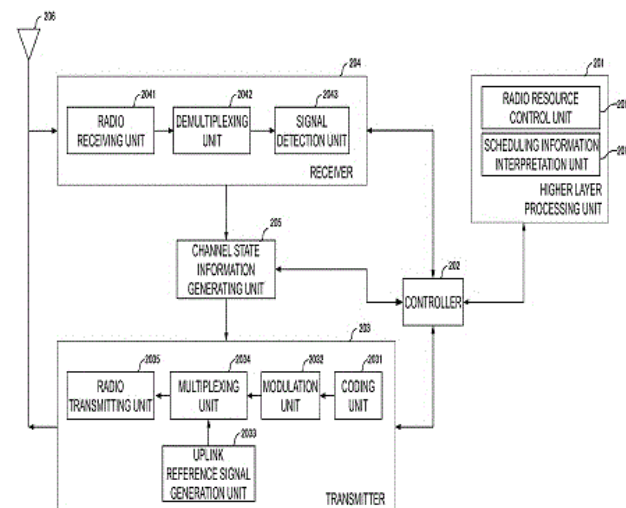 206
204
2041
RADIO
RECEIVING UNIT
2042
DEMULTIPLEXING
UNIT
2043
SIGNAL
DETECTION UNIT
RECEIVER
201
RADIO RESOURCE
CONTROL UNIT
SCHEDULING INFORMATION
INTERPRETATION UNIT
HIGHER LAYER
PROCESSING UNIT
205
CHANNEL STATE
INFORMATION
GENERATING UNIT
202
CONTROLLER
203
2035
RADIO
TRANSMITTING UNIT
2034
MULTIPLEXING
UNIT
2032
MODULATION
UNIT
2031
CODING
UNIT
2033
UPLINK
REFERENCE SIGNAL
GENERATION UNIT
TRANSMITTER